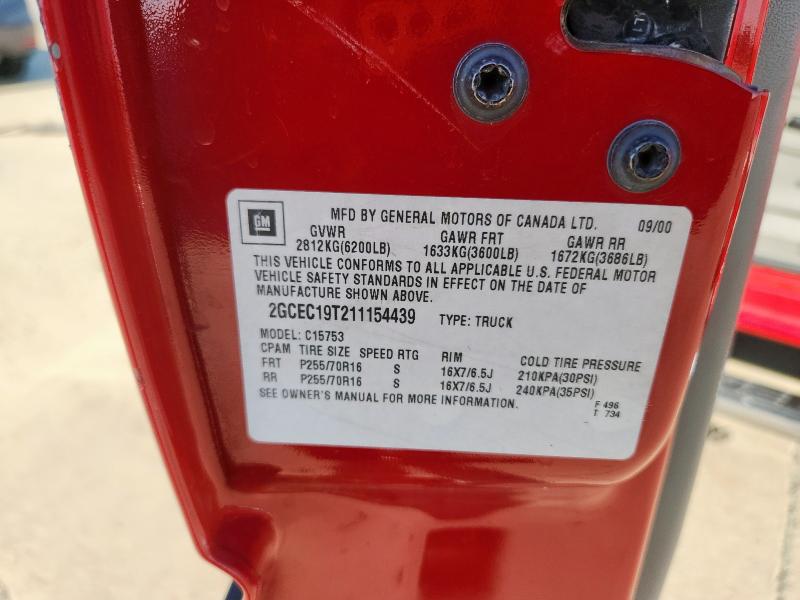 LT
GM
MFD BY GENERAL MOTORS OF CANADA LTD. 09/00
GVWR GAWR FRT GAWR RR
2812KG(6200LB) 1633KG(3600LB) 1672KG(3686LB)
THIS VEHICLE CONFORMS TO ALL APPLICABLE U.S. FEDERAL MOTOR
VEHICLE SAFETY STANDARDS IN EFFECT ON THE DATE OF
MANUFACTURE SHOWN ABOVE.
2GCEC19T211154439 TYPE: TRUCK
MODEL: C15753
CPAM TIRE SIZE SPEED RTG RIM COLD TIRE PRESSURE
FRT P255/70R16 S 16X7/6.5J 210KPA(30PSI)
RR P255/70R16 S 16X7/6.5J 240KPA(35PSI)
SEE OWNER'S MANUAL FOR MORE INFORMATION. F 496
T 734